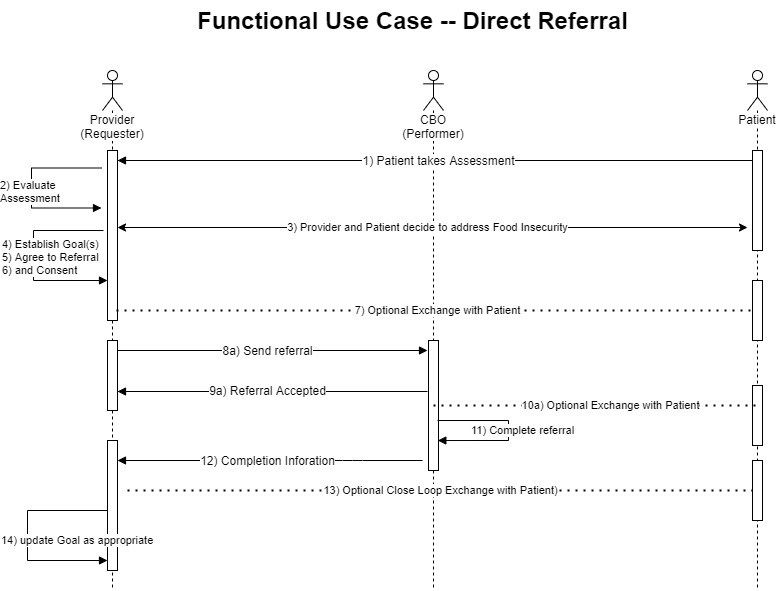 Functional Use Case -- Direct Referral
Provider
(Requester)
CBO
(Performer)
Patient
1) Patient takes Assessment
2) Evaluate
Assessment
3) Provider and Patient decide to address Food Insecurity
4) Establish Goal(s)
5) Agree to Referral
6) and Consent
7) Optional Exchange with Patient
8a) Send referral
9a) Referral Accepted
10a) Optional Exchange with Patient
11) Complete referral
12) Completion Inforation
13) Optional Close Loop Exchange with Patient)
14) update Goal as appropriate